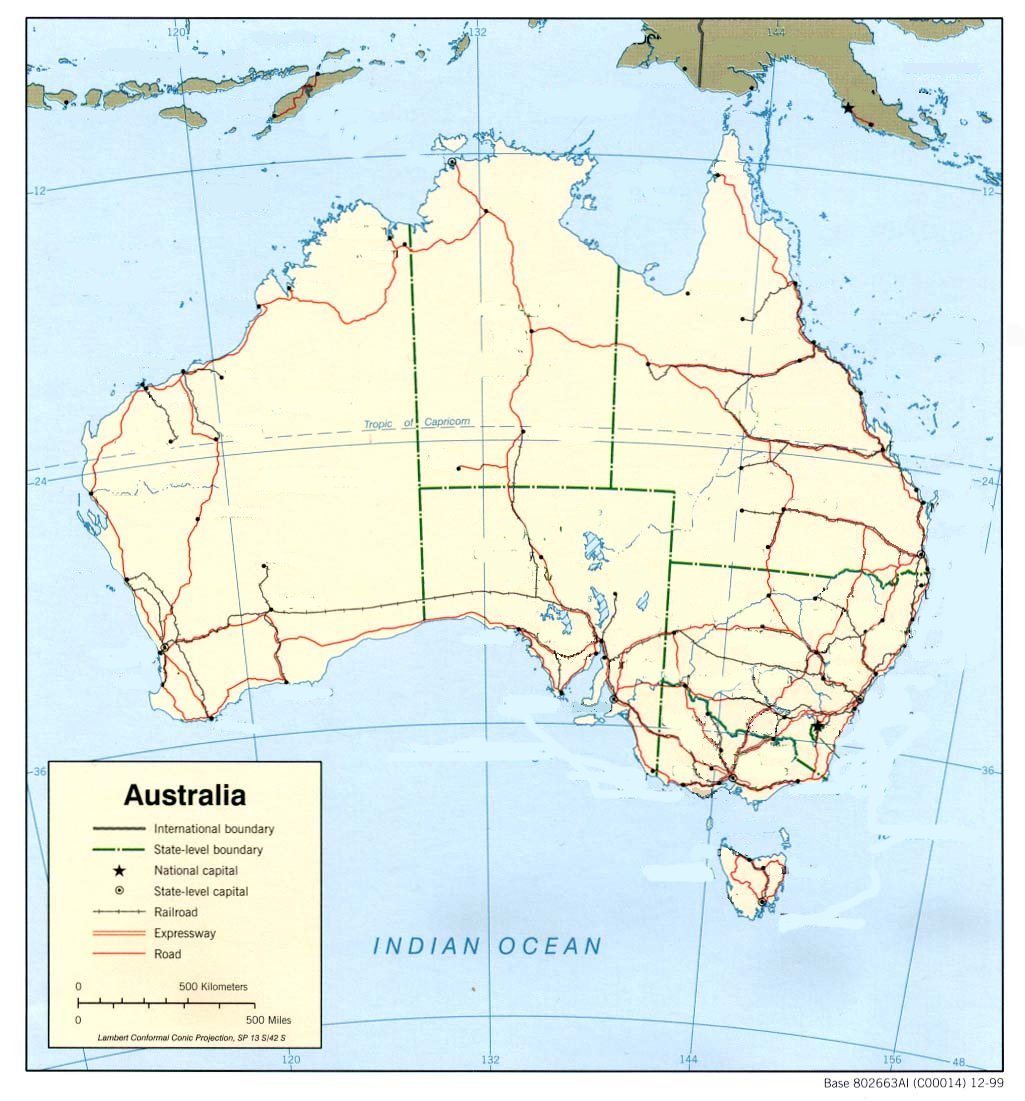 120
132
144
12
12
Tropic of Capricorn
24
24
36
36
Australia
International boundary
State-level boundary
National capital
State-level capital
Railroad
Expressway
Road
0 500 Kilometers
0 500 Miles
Lambert Conformal Conic Projection, SP 13 S/42 S
INDIAN OCEAN
120
132
144
156
48
Base 802663AI (C00014) 12-99